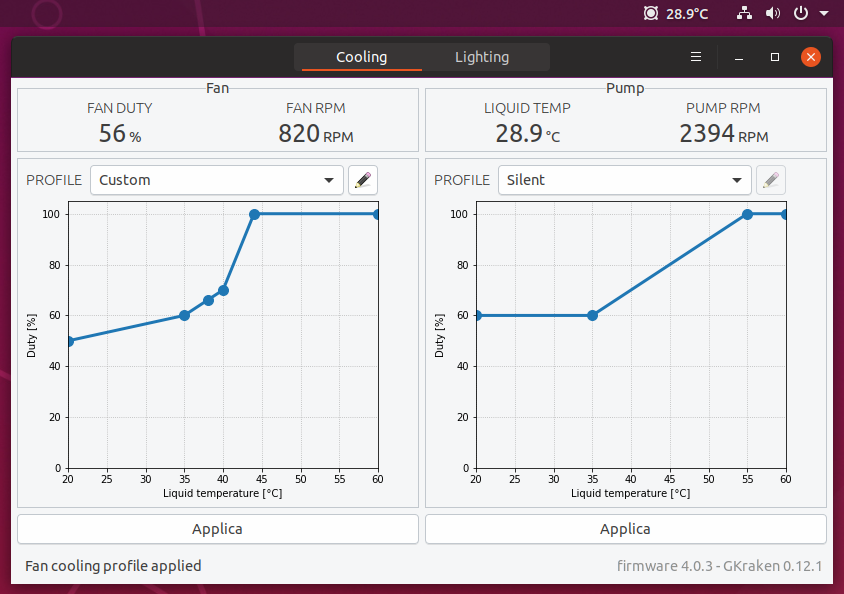 28.9°C
Cooling
Lighting
Fan
FAN DUTY
FAN RPM
56 %
820 RPM
PROFILE
Custom
100
80
60
40
20
0
Duty [%]
20 25 30 35 40 45 50 55 60
Liquid temperature [°C]
Applica
Pump
LIQUID TEMP
PUMP RPM
28.9 °C
2394 RPM
PROFILE
Silent
100
80
60
40
20
0
Duty [%]
20 25 30 35 40 45 50 55 60
Liquid temperature [°C]
Applica
Fan cooling profile applied
firmware 4.0.3 - GKraken 0.12.1